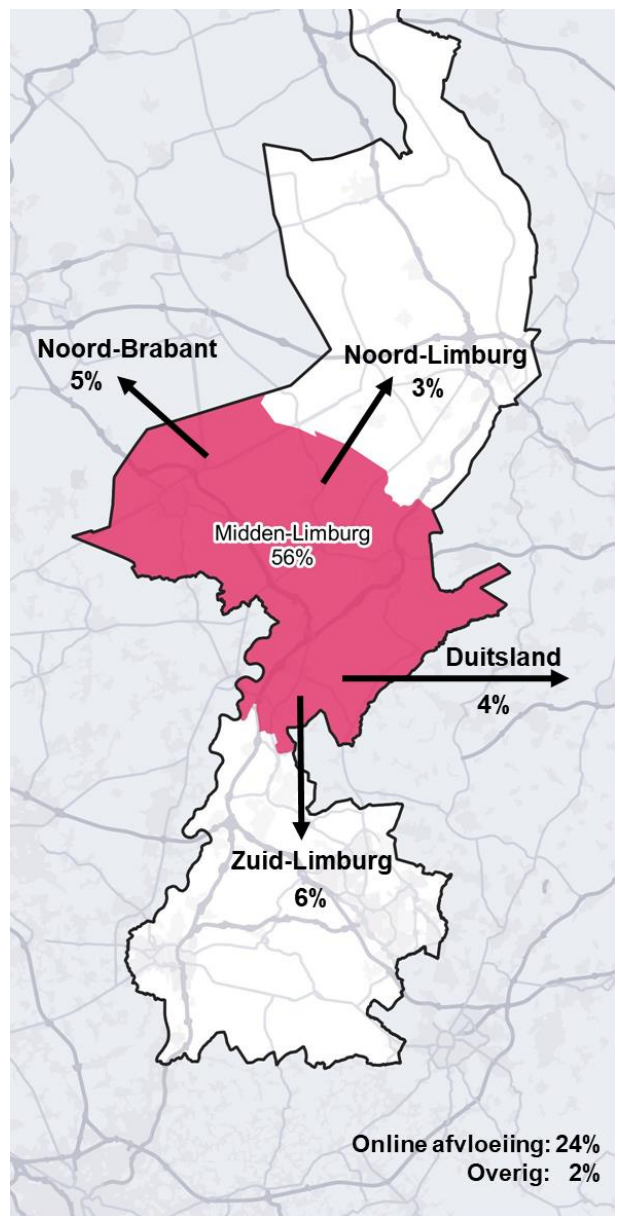 Noord-Brabant
5%
Noord-Limburg
3%
Midden-Limburg
56%
Duitsland
4%
Zuid-Limburg
6%
Online afvloeiing: 24%
Overig: 2%